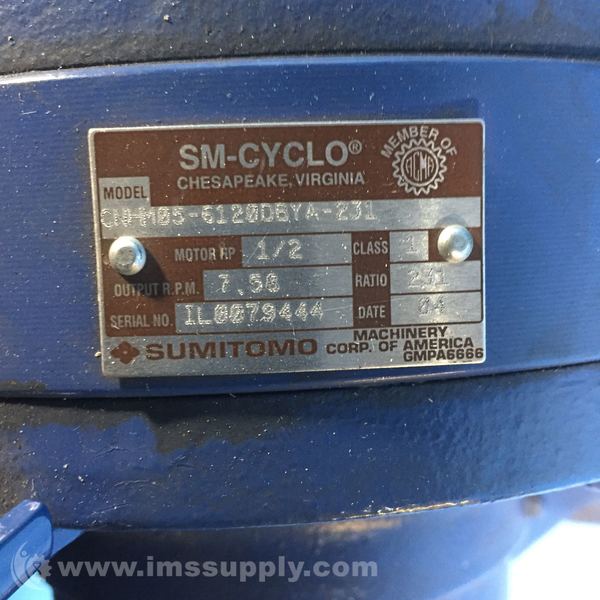 SM-CYCLO®
CHESAPEAKE, VIRGINIA
MEMBER OF
AGMA
MODEL
CNHM05-6120DBYA-231
MOTOR HP 1/2 CLASS 1
OUTPUT R.P.M. 7.58 RATIO 231
SERIAL NO. IL0079444 DATE 04
SUMITOMO MACHINERY
CORP. OF AMERICA
GMPA6666
© www.imssupply.com